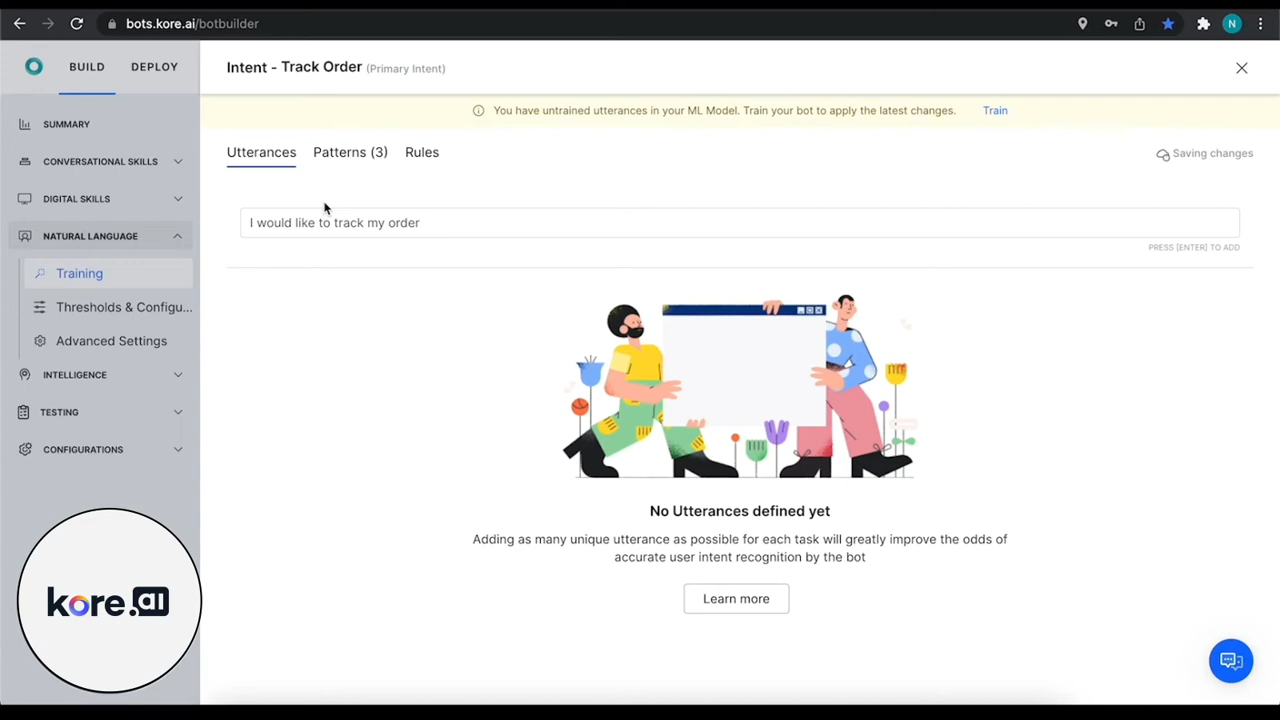 bots.kore.ai/botbuilder
N
BUILD DEPLOY
Intent - Track Order (Primary Intent)
You have untrained utterances in your ML Model. Train your bot to apply the latest changes. Train
SUMMARY
CONVERSATIONAL SKILLS
DIGITAL SKILLS
NATURAL LANGUAGE
Training
Thresholds & Configu...
Advanced Settings
INTELLIGENCE
TESTING
CONFIGURATIONS
Utterances Patterns (3) Rules
Saving changes
I would like to track my order
PRESS [ENTER] TO ADD
No Utterances defined yet
Adding as many unique utterance as possible for each task will greatly improve the odds of
accurate user intent recognition by the bot
Learn more
kore.ai